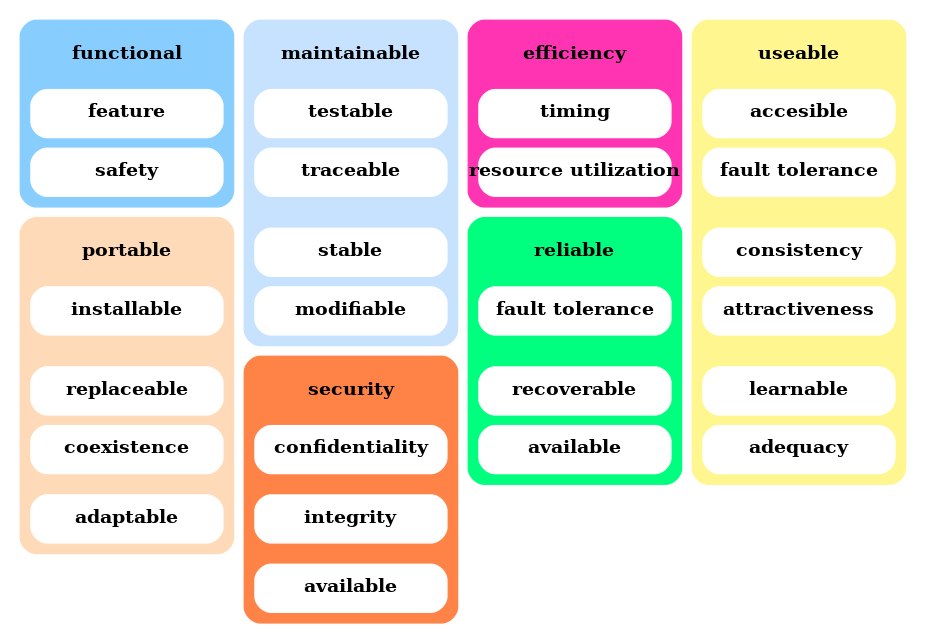 functional
feature
safety
portable
installable
replaceable
coexistence
adaptable
maintainable
testable
traceable
stable
modifiable
security
confidentiality
integrity
available
efficiency
timing
resource utilization
reliable
fault tolerance
recoverable
available
useable
accesible
fault tolerance
consistency
attractiveness
learnable
adequacy